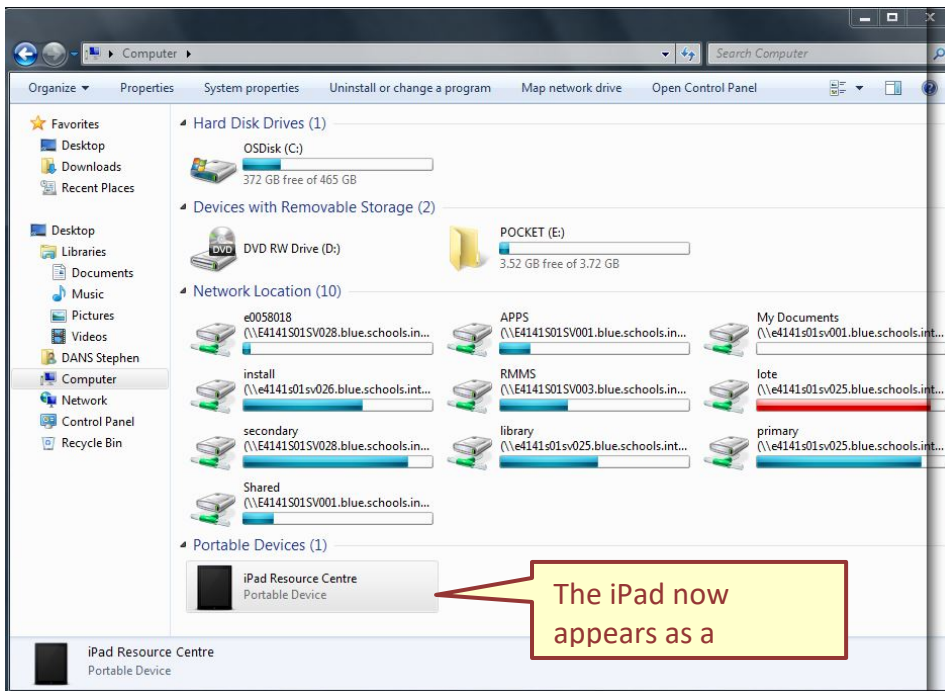 Computer
Search Computer
Organize
Properties
System properties
Uninstall or change a program
Map network drive
Open Control Panel
Favorites
Desktop
Downloads
Recent Places
Desktop
Libraries
Documents
Music
Pictures
Videos
DANS Stephen
Computer
Network
Control Panel
Recycle Bin
Hard Disk Drives (1)
OSDisk (C:)
372 GB free of 465 GB
Devices with Removable Storage (2)
DVD
DVD RW Drive (D:)
POCKET (E:)
3.52 GB free of 3.72 GB
Network Location (10)
e0058018
(\\E4141S01SV028.blue.schools.in...
APPS
(\\E4141S01SV001.blue.schools.in...
My Documents
(\\e4141s01sv001.blue.schools.int...
install
(\\e4141s01sv026.blue.schools.int...
RMMS
(\\E4141S01SV003.blue.schools.in...
lote
(\\e4141s01sv025.blue.schools.int...
secondary
(\\E4141S01SV028.blue.schools.in...
library
(\\e4141s01sv025.blue.schools.int...
primary
(\\e4141s01sv025.blue.schools.int...
Shared
(\\E4141S01SV001.blue.schools.in...
Portable Devices (1)
iPad Resource Centre
Portable Device
The iPad now
appears as a
iPad Resource Centre
Portable Device